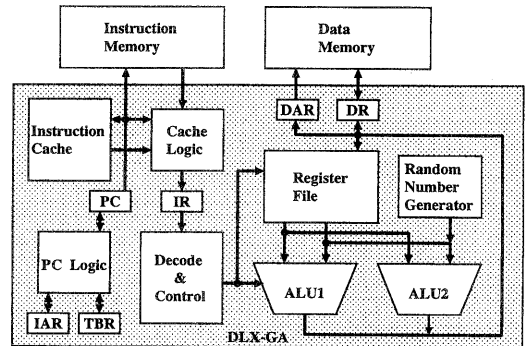 Instruction
Memory
Data
Memory
DAR
DR
Instruction
Cache
Cache
Logic
Register
File
Random
Number
Generator
PC
IR
PC Logic
Decode
&
Control
ALU1
ALU2
IAR
TBR
DLX-GA